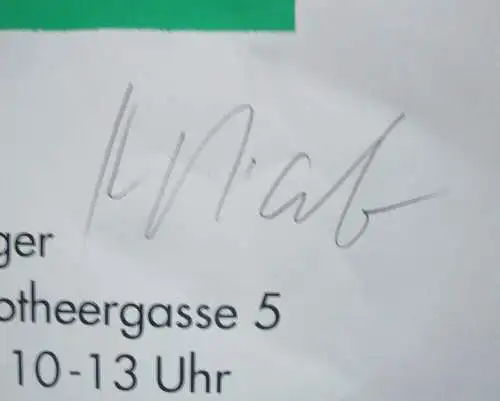 ger
otheergasse 5
10-13 Uhr